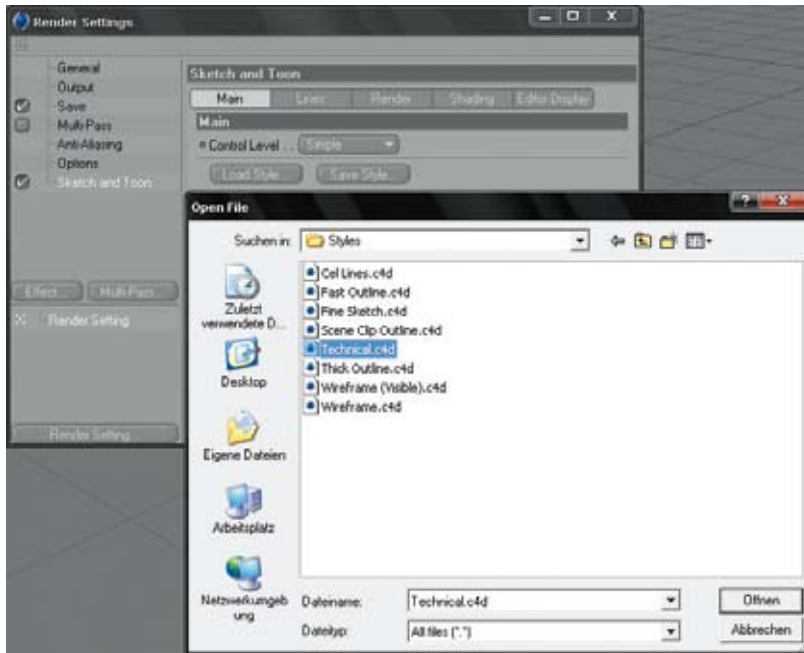 Render Settings
General
Output
Save
Multi-Pass
Anti-Aliasing
Options
Sketch and Toon
Effect... Multi-Pass...
Render Setting
Render Setting...
Sketch and Toon
Main Lines Render Shading Editor Display
Main
Control Level . . . Simple
Load Style... Save Style...
Open File
Suchen in: Styles
Zuletzt
verwendete D...
Desktop
Eigene Dateien
Arbeitsplatz
Netzwerkumgeb
ung
Cel Lines.c4d
Fast Outline.c4d
Fine Sketch.c4d
Scene Clip Outline.c4d
Technical.c4d
Thick Outline.c4d
Wireframe (Visible).c4d
Wireframe.c4d
Dateiname: Technical.c4d Öffnen
Dateityp: All files (*.*) Abbrechen